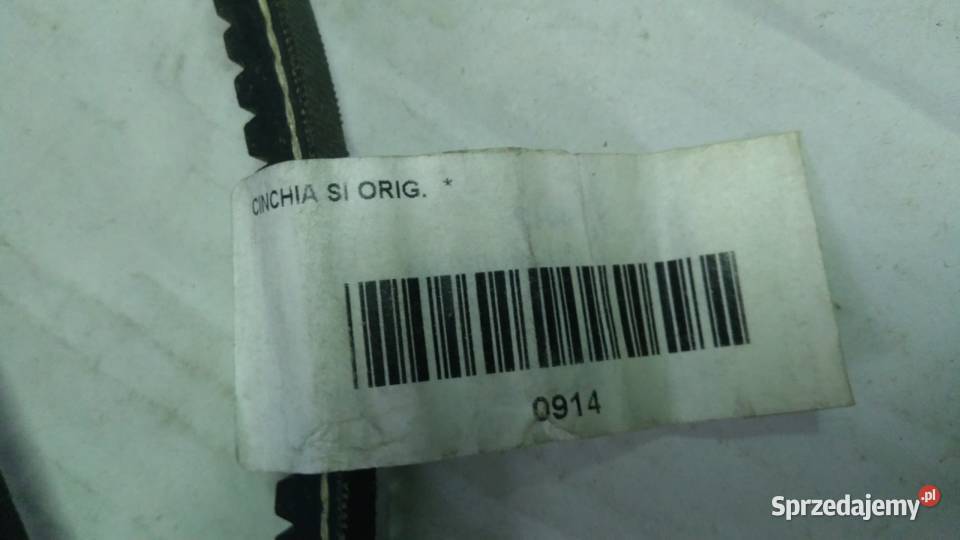 CINCHIA SI ORIG. *
0914
Sprzedajemy.pl